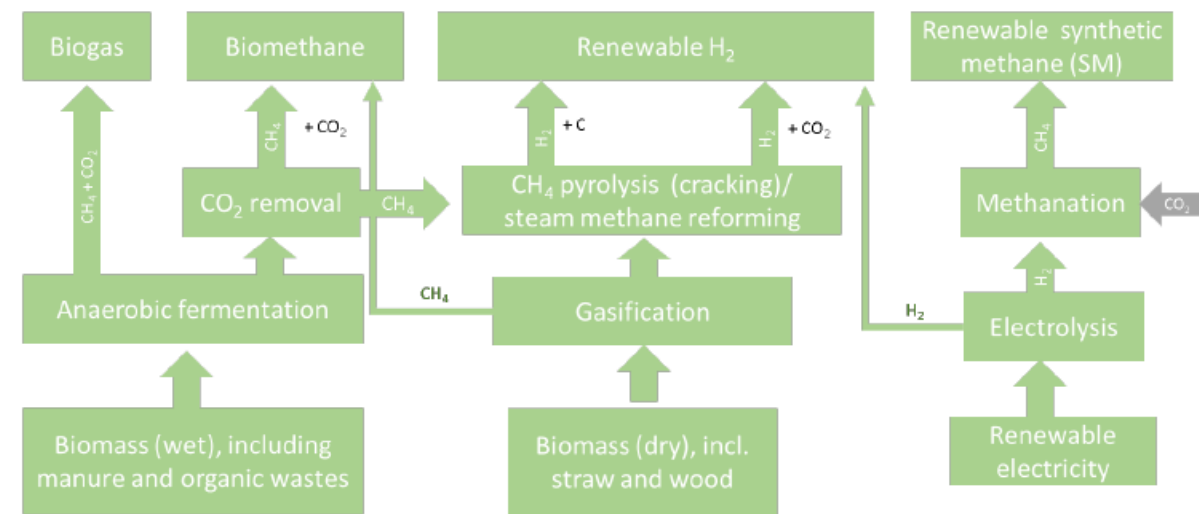 Biogas
Biomethane
Renewable H₂
Renewable synthetic
methane (SM)
CH₄ + CO₂
CH₄
+ CO₂
H₂
+ C
H₂
+ CO₂
CH₄
CO₂ removal
CH₄
CH₄ pyrolysis (cracking)/
steam methane reforming
Methanation
CO₂
H₂
Anaerobic fermentation
CH₄
Gasification
H₂
Electrolysis
Biomass (wet), including
manure and organic wastes
Biomass (dry), incl.
straw and wood
Renewable
electricity